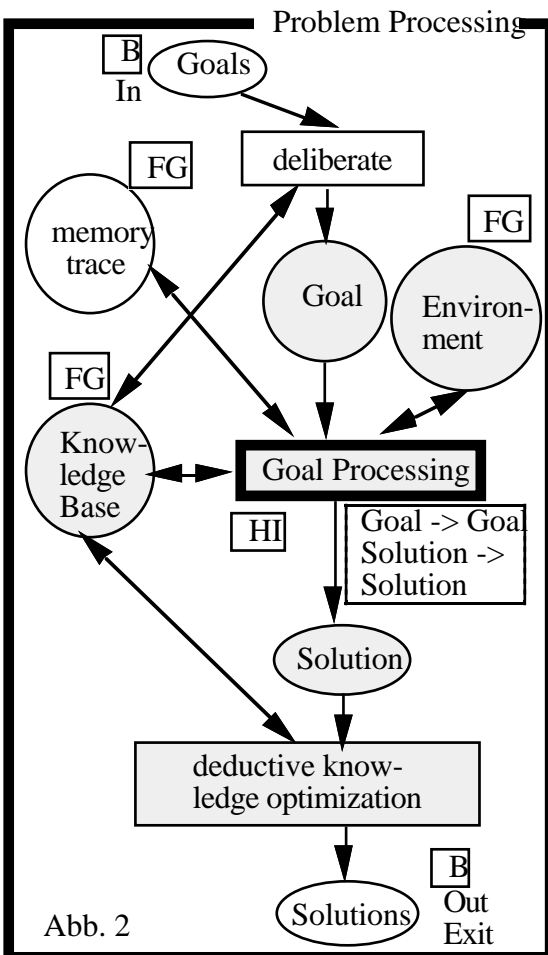 Problem Processing
B
In
Goals
deliberate
FG
memory
trace
FG
Goal
Environ-
ment
FG
Know-
ledge
Base
Goal Processing
HI
Goal -> Goal
Solution ->
Solution
Solution
deductive know-
ledge optimization
B
Out
Exit
Solutions
Abb. 2